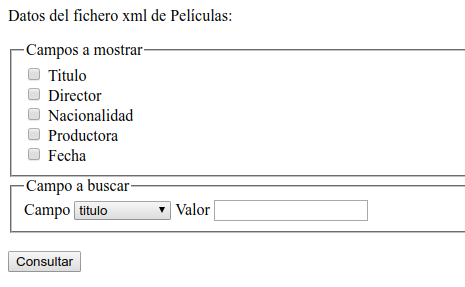 Datos del fichero xml de Películas:
Campos a mostrar
Titulo
Director
Nacionalidad
Productora
Fecha
Campo a buscar
Campo titulo Valor
Consultar